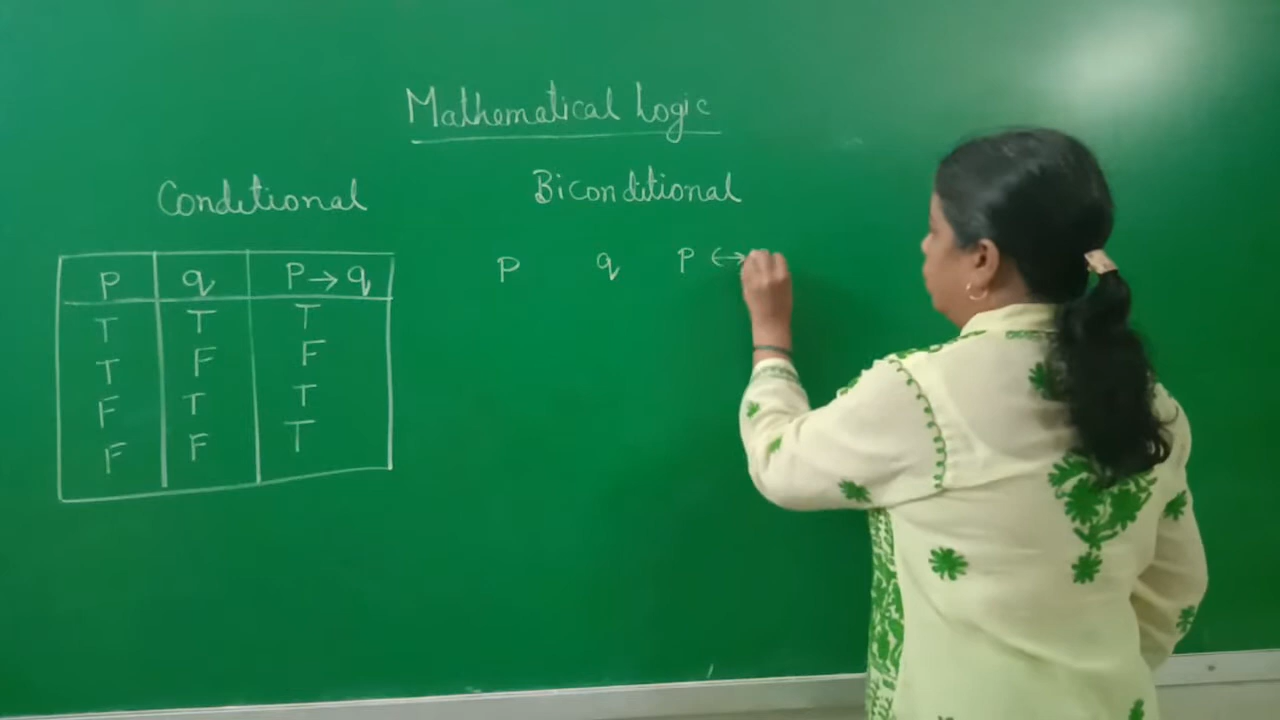 Mathematical Logic
Conditional
P q P → q
T T T
T F F
F T T
F F T
Biconditional
P q P ↔